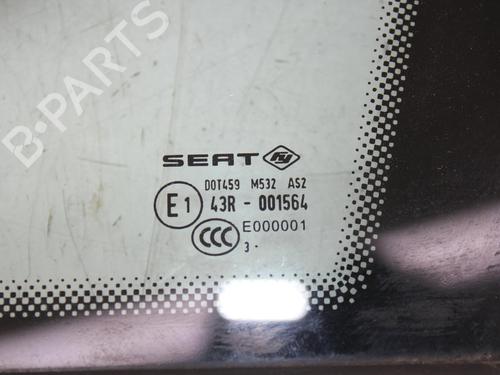 B-PARTS
SEAT
DOT459 M532 AS2
E1 43R - 001564
CCC E000001
3 -